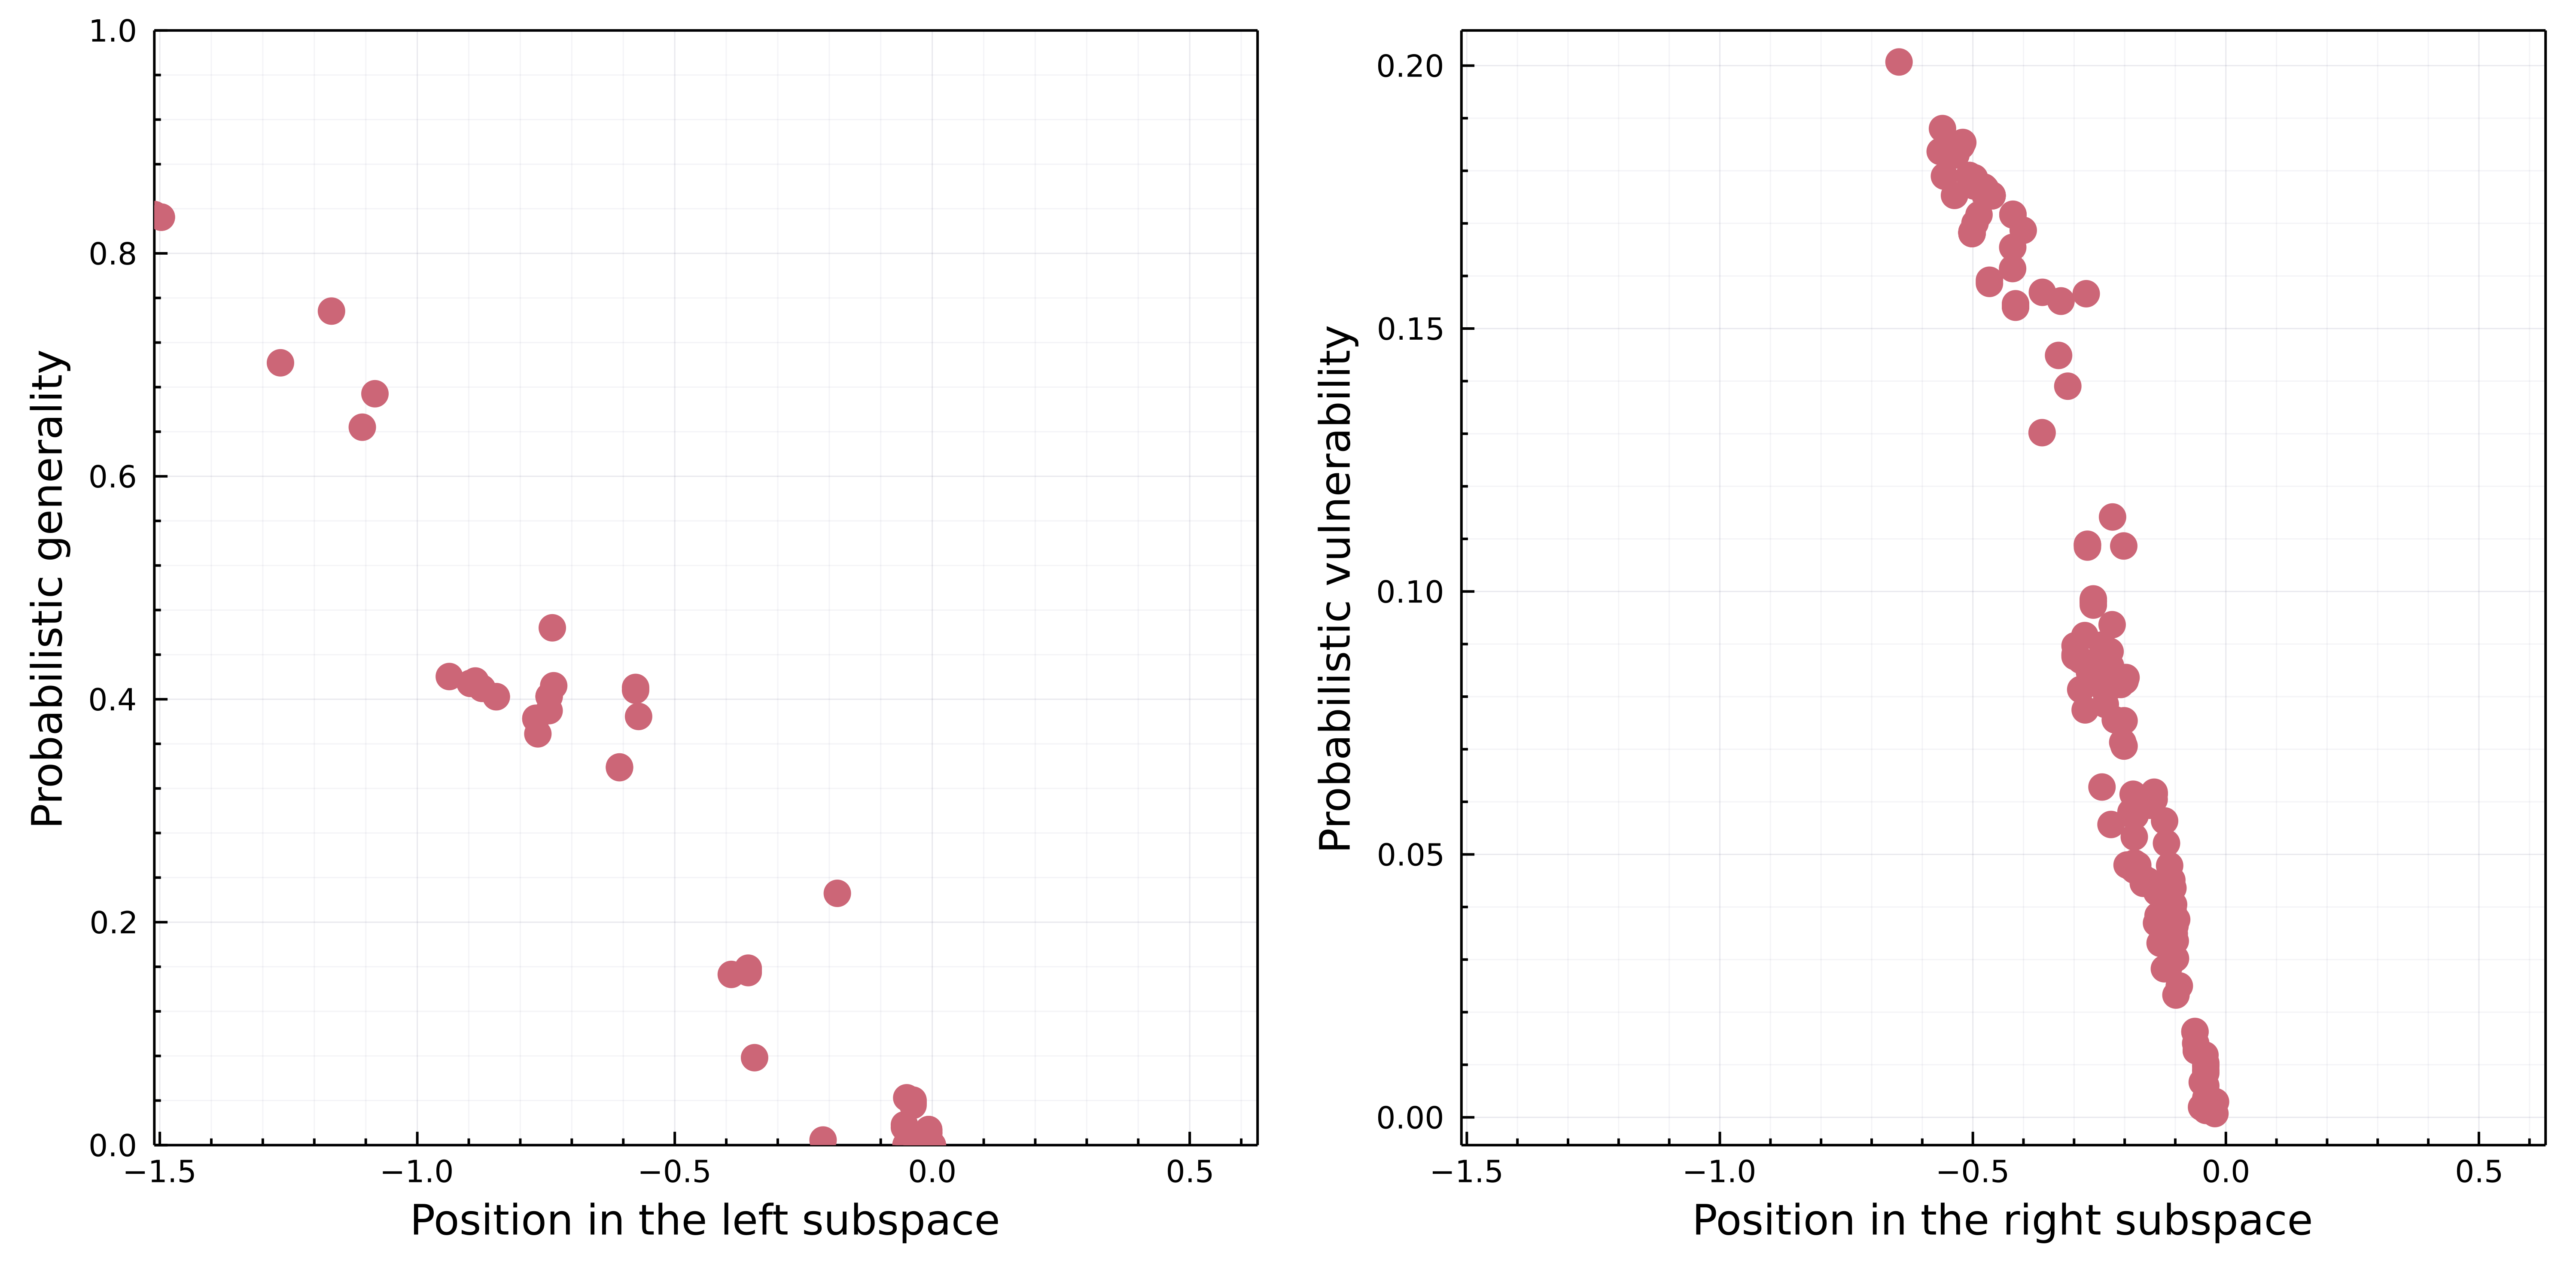 1.0
0.8
0.6
0.4
0.2
0.0
Probabilistic generality
−1.5 −1.0 −0.5 0.0 0.5
Position in the left subspace
0.20
0.15
0.10
0.05
0.00
Probabilistic vulnerability
−1.5 −1.0 −0.5 0.0 0.5
Position in the right subspace